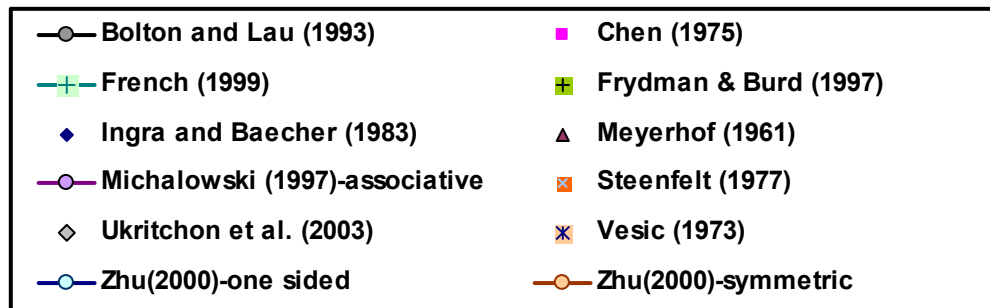 Bolton and Lau (1993) Chen (1975)
French (1999) Frydman & Burd (1997)
Ingra and Baecher (1983) Meyerhof (1961)
Michalowski (1997)-associative Steenfelt (1977)
Ukritchon et al. (2003) Vesic (1973)
Zhu(2000)-one sided Zhu(2000)-symmetric